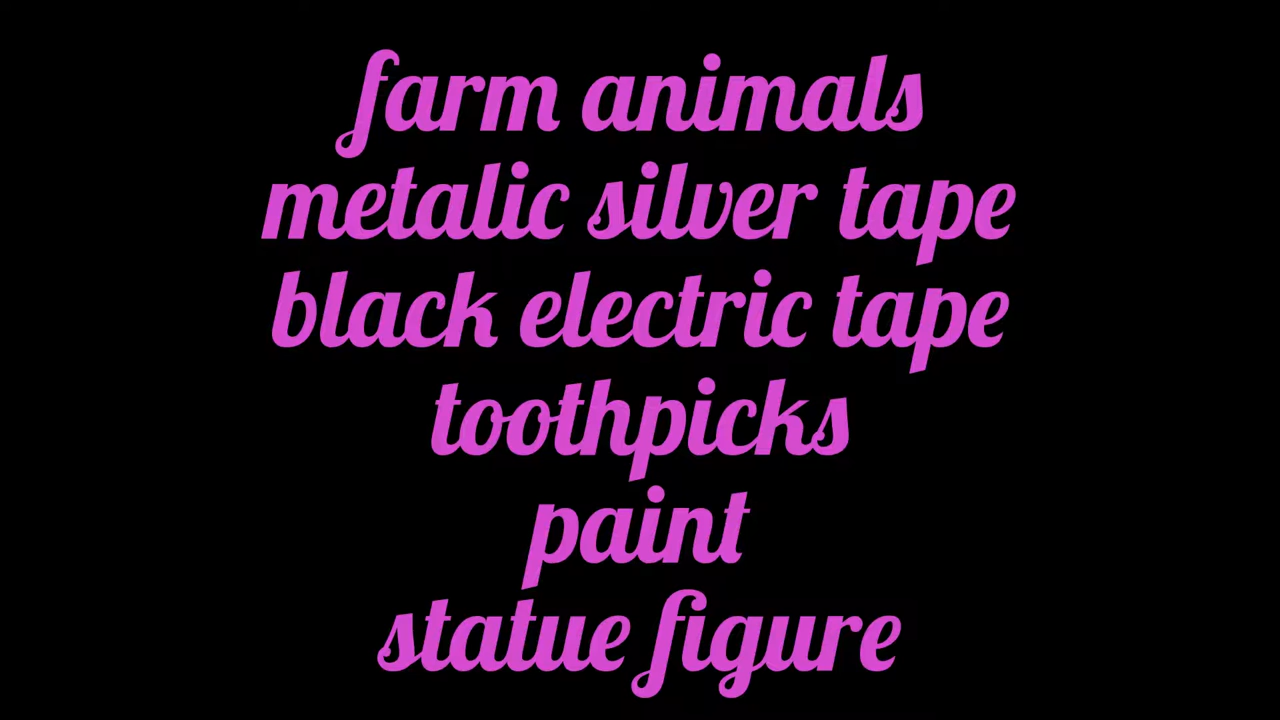 farm animals
metalic silver tape
black electric tape
toothpicks
paint
statue figure